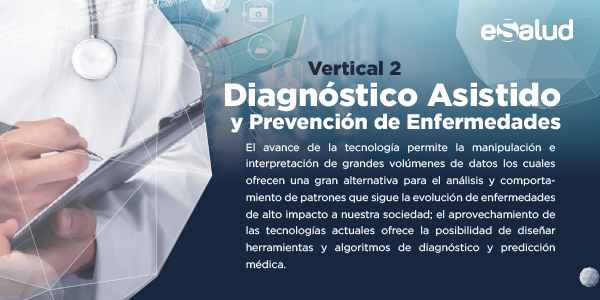 eSalud
Vertical 2
Diagnóstico Asistido
y Prevención de Enfermedades
El avance de la tecnología permite la manipulación e
interpretación de grandes volúmenes de datos los cuales
ofrecen una gran alternativa para el análisis y comporta-
miento de patrones que sigue la evolución de enfermedades
de alto impacto a nuestra sociedad; el aprovechamiento de
las tecnologías actuales ofrece la posibilidad de diseñar
herramientas y algoritmos de diagnóstico y predicción
médica.